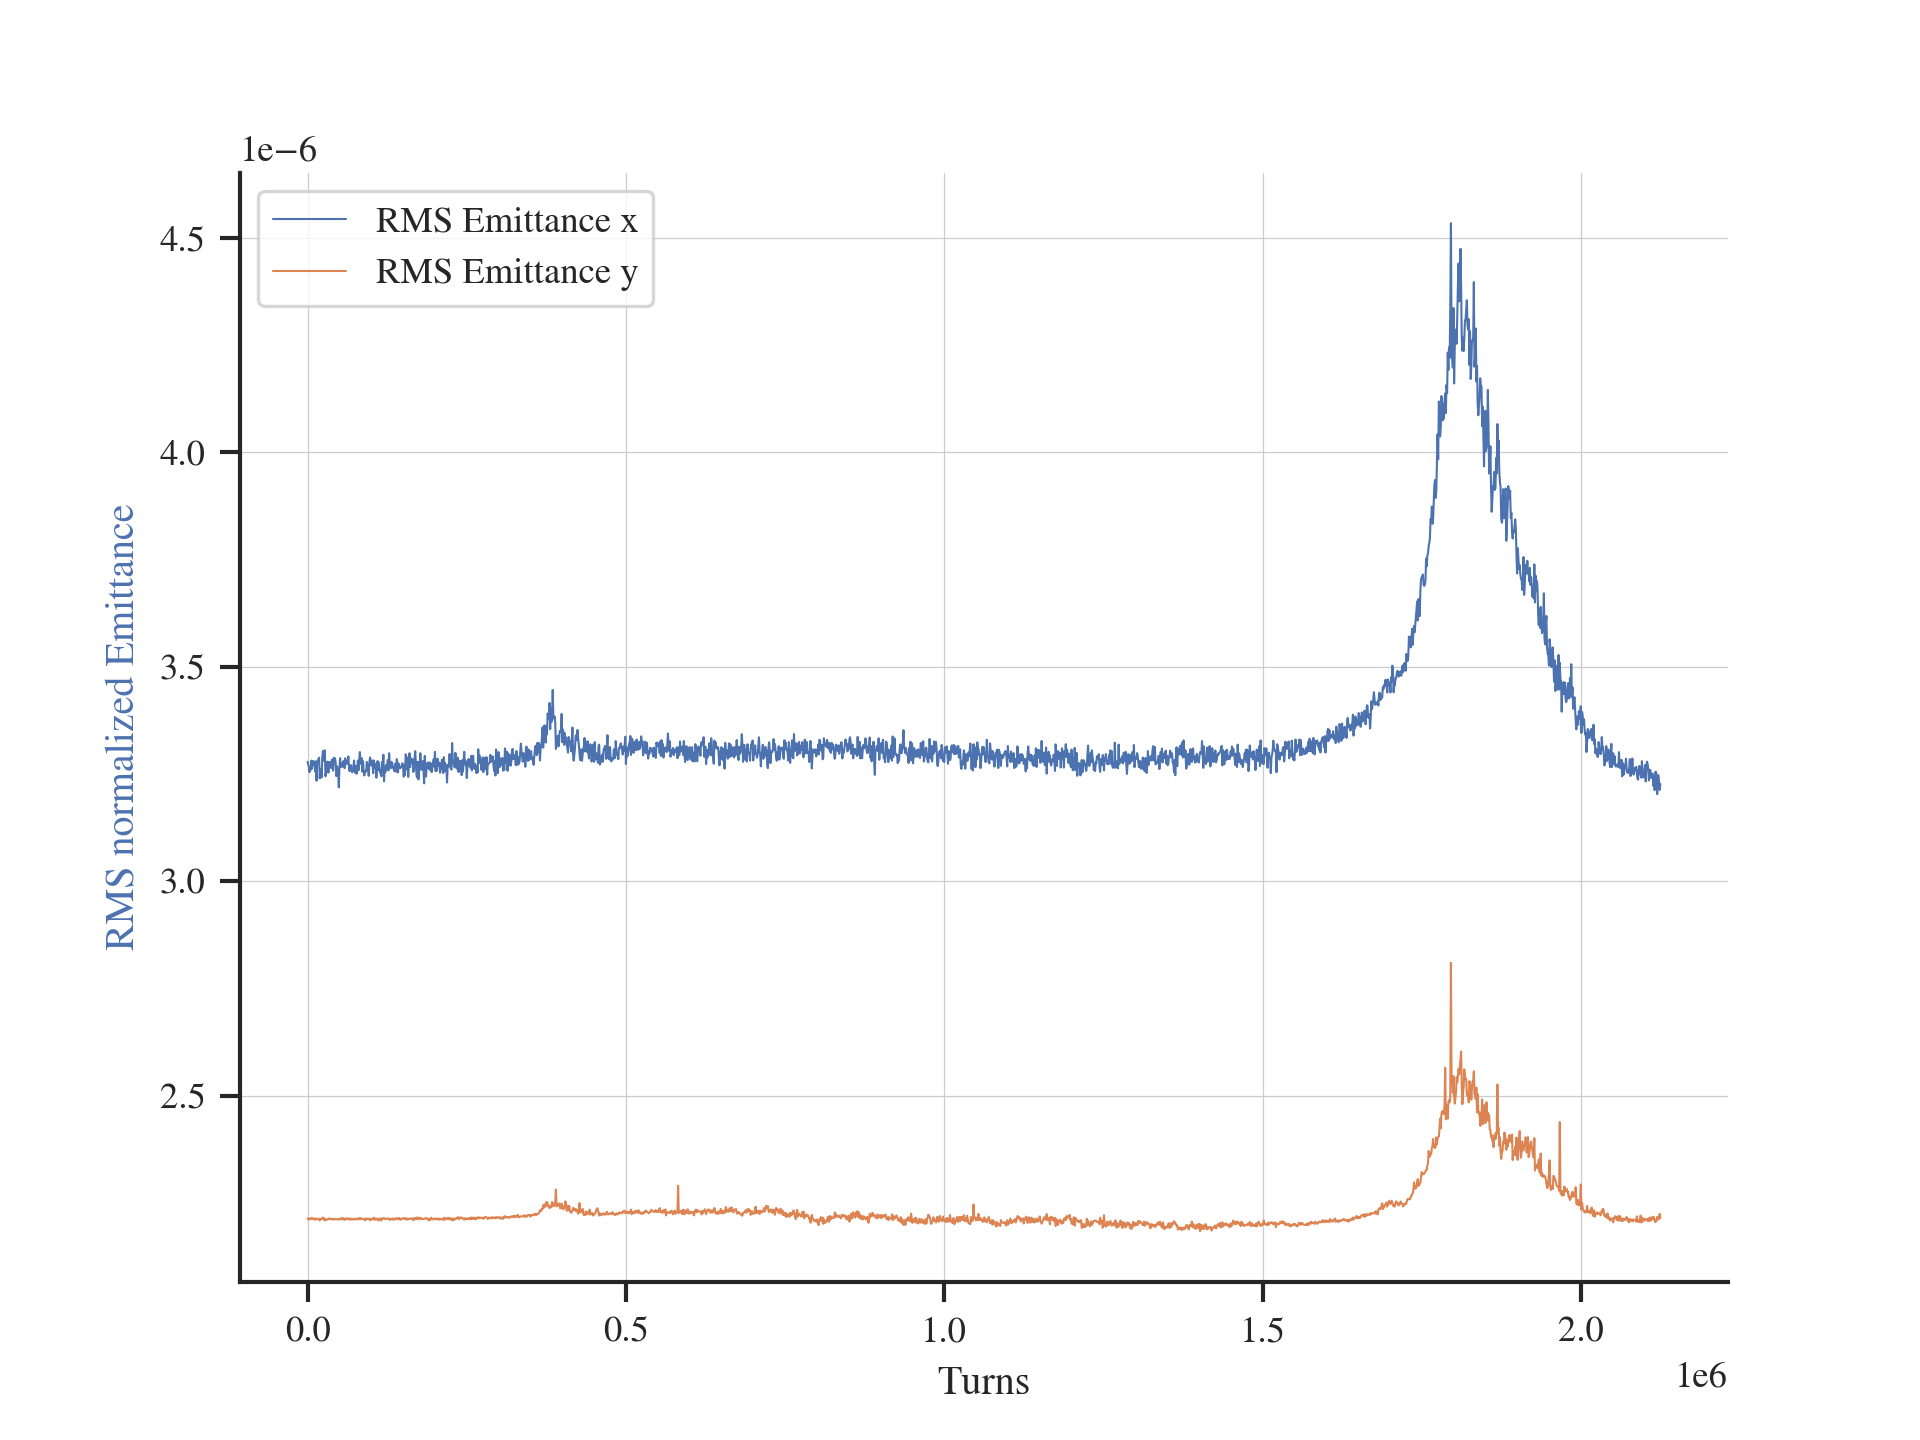 1e−6
RMS Emittance x
RMS Emittance y
4.5
4.0
3.5
3.0
2.5
RMS normalized Emittance
0.0 0.5 1.0 1.5 2.0
1e6
Turns